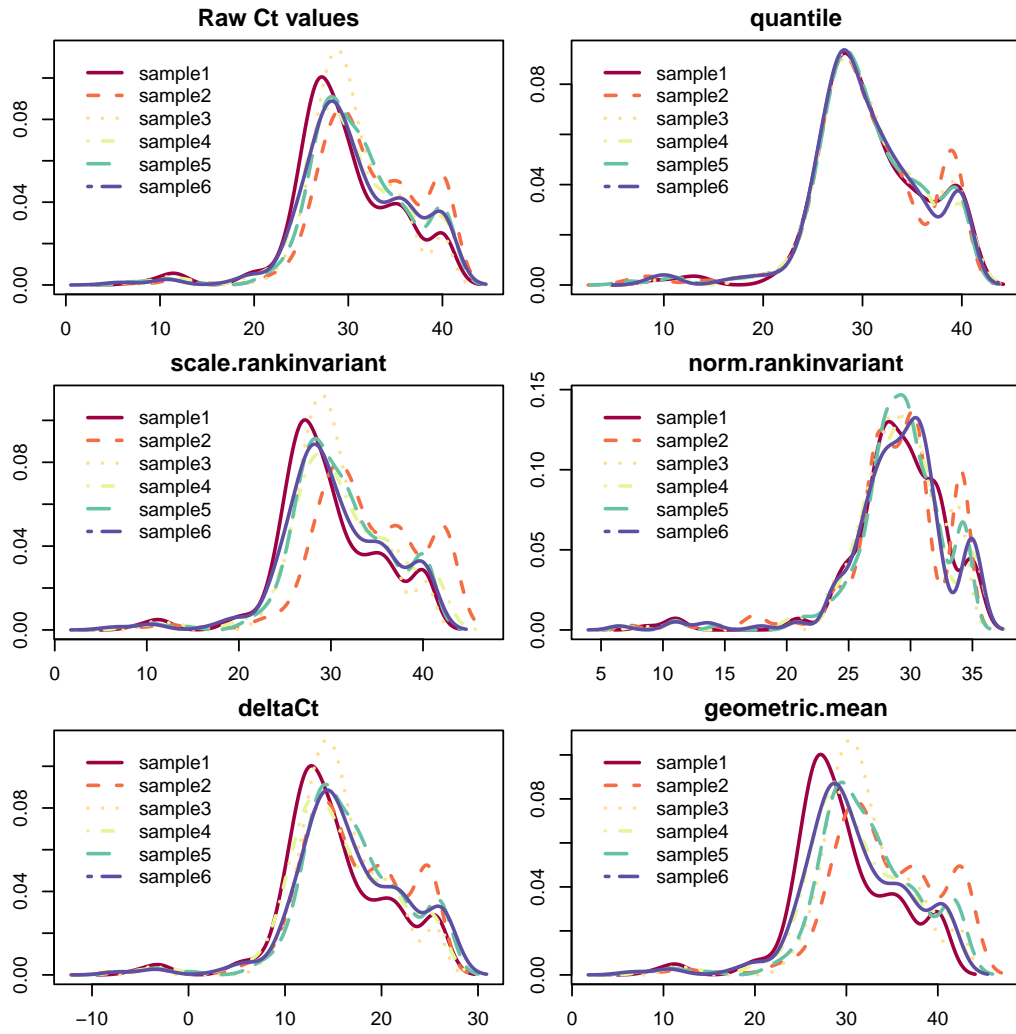 Raw Ct values
sample1
sample2
sample3
sample4
sample5
sample6
0.00
0.04
0.08
0
10
20
30
40
quantile
sample1
sample2
sample3
sample4
sample5
sample6
0.00
0.04
0.08
10
20
30
40
scale.rankinvariant
sample1
sample2
sample3
sample4
sample5
sample6
0.00
0.04
0.08
0
10
20
30
40
norm.rankinvariant
sample1
sample2
sample3
sample4
sample5
sample6
0.00
0.05
0.10
0.15
5
10
15
20
25
30
35
deltaCt
sample1
sample2
sample3
sample4
sample5
sample6
0.00
0.04
0.08
−10
0
10
20
30
geometric.mean
sample1
sample2
sample3
sample4
sample5
sample6
0.00
0.04
0.08
0
10
20
30
40